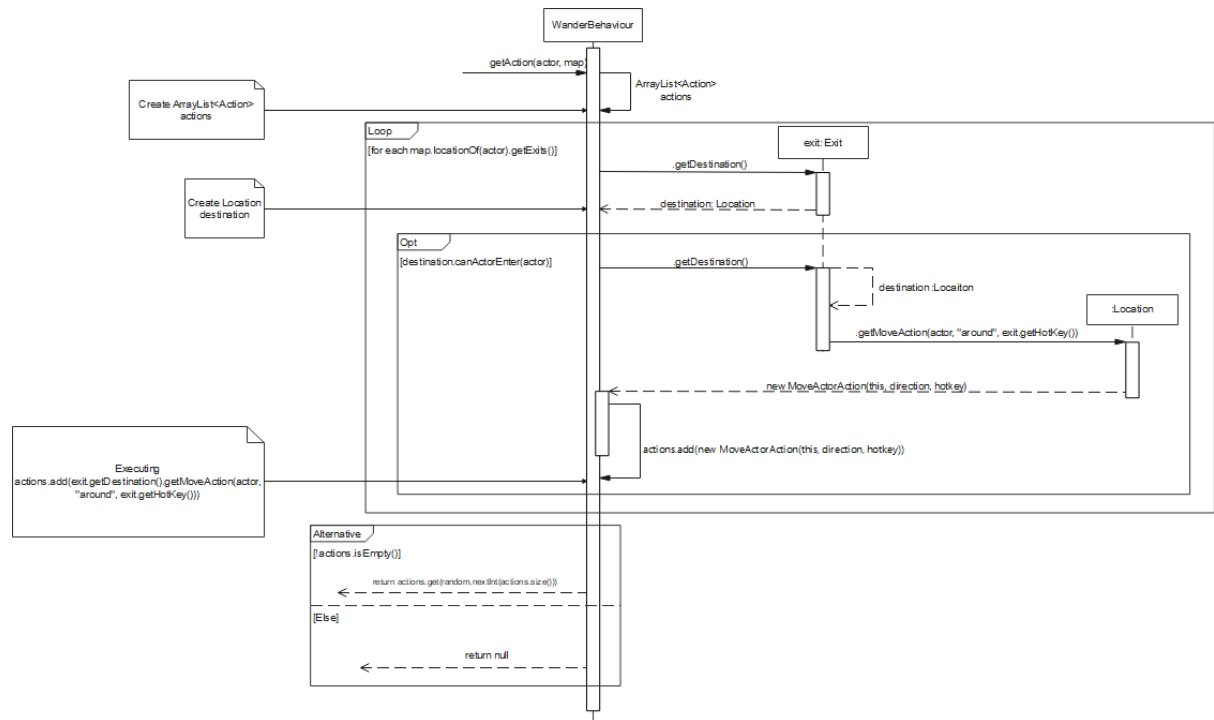 WanderBehaviour
getAction(actor, map)
ArrayList<Action>
actions
Create ArrayList<Action>
actions
Loop
[for each map.locationOf(actor).getExits()]
exit: Exit
.getDestination()
Create Location
destination
destination: Location
Opt
[destination.canActorEnter(actor)]
.getDestination()
destination :Locaiton
:Location
.getMoveAction(actor, "around", exit.getHotKey())
new MoveActorAction(this, direction, hotkey)
actions.add(new MoveActorAction(this, direction, hotkey))
Executing
actions.add(exit.getDestination().getMoveAction(actor,
"around", exit.getHotKey()))
Alternative
[!actions.isEmpty()]
return actions.get(random.nextInt(actions.size()))
[Else]
return null